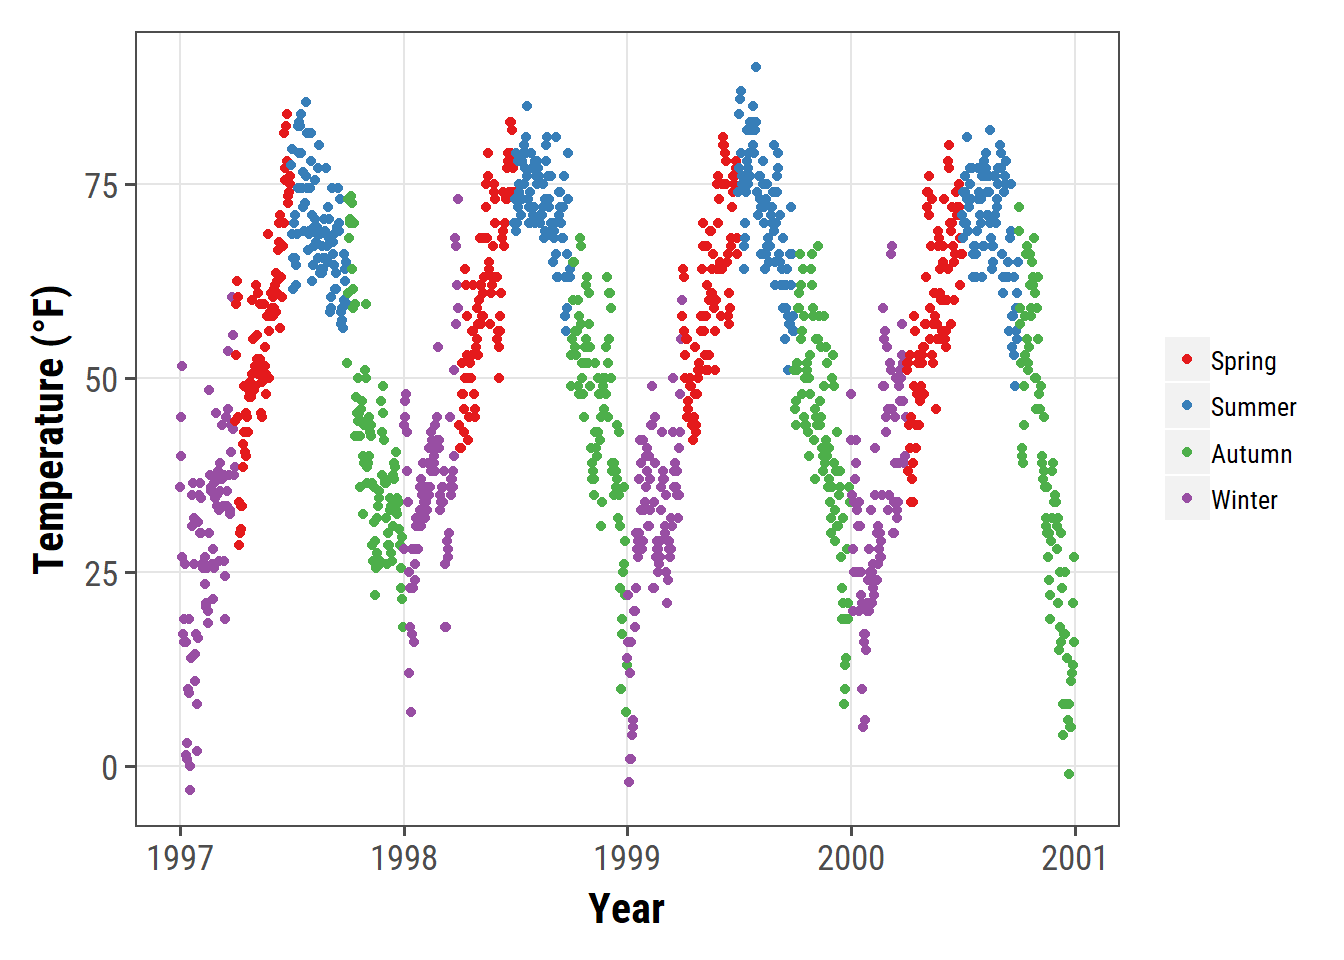 75
50
25
0
Temperature (°F)
1997 1998 1999 2000 2001
Year
Spring
Summer
Autumn
Winter